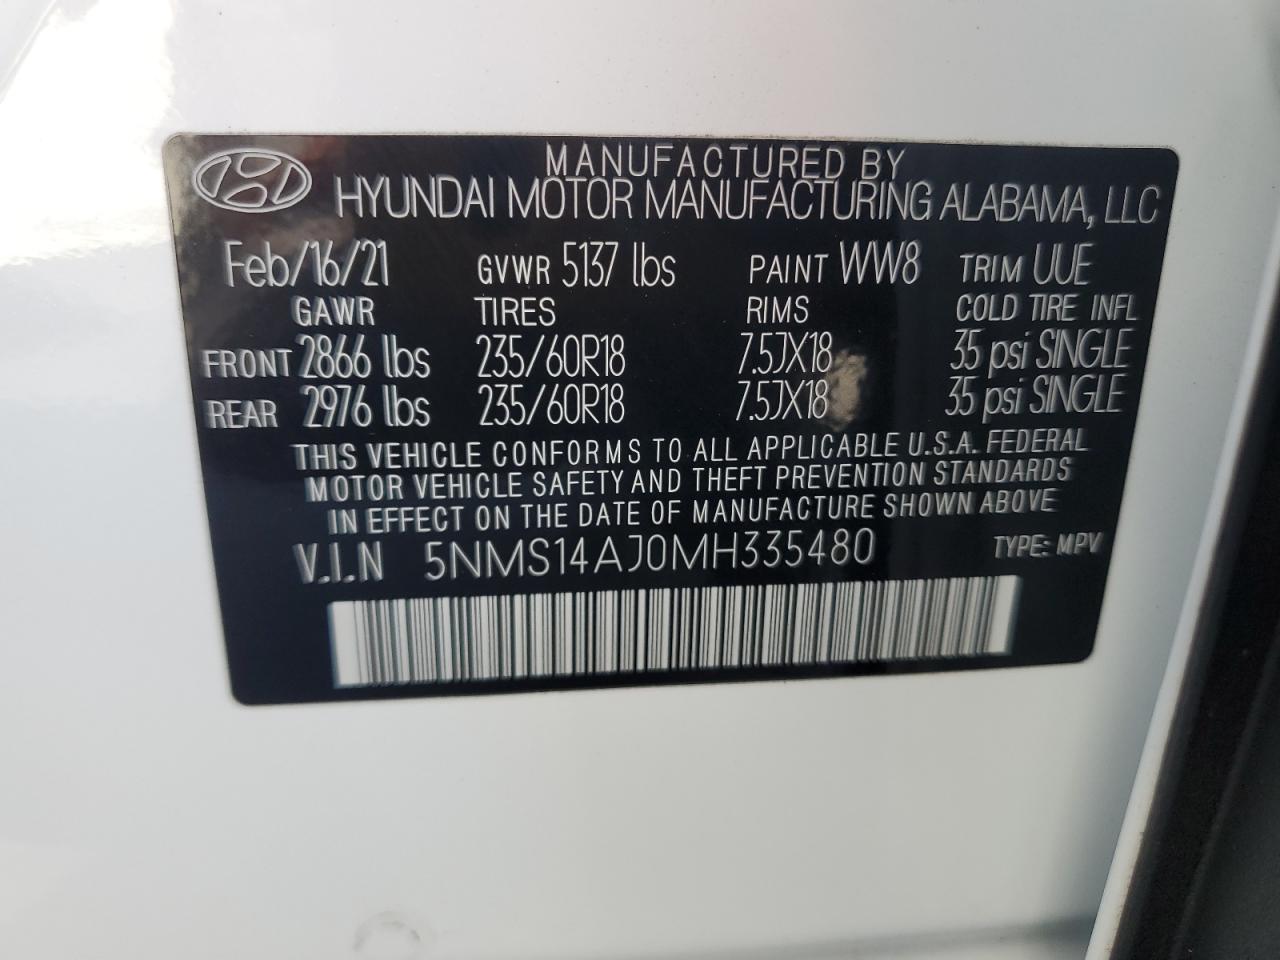 MANUFACTURED BY
HYUNDAI MOTOR MANUFACTURING ALABAMA, LLC
Feb/16/21 GVWR 5137 lbs PAINT WW8 TRIM UUE
GAWR TIRES RIMS COLD TIRE INFL
FRONT 2866 lbs 235/60R18 7.5JX18 35 psi SINGLE
REAR 2976 lbs 235/60R18 7.5JX18 35 psi SINGLE
THIS VEHICLE CONFORMS TO ALL APPLICABLE U.S.A. FEDERAL
MOTOR VEHICLE SAFETY AND THEFT PREVENTION STANDARDS
IN EFFECT ON THE DATE OF MANUFACTURE SHOWN ABOVE
V.I.N 5NMS14AJ0MH335480 TYPE: MPV